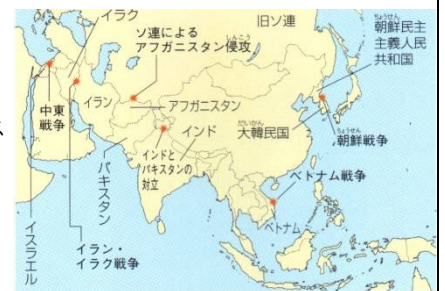 イラク
ソ連による
アフガニスタン侵攻
しんこう
旧ソ連
ちょうせん
朝鮮民主
主義人民
共和国
中東
戦争
イラン
アフガニスタン
インド
だいかん
大韓民国
ちょうせん
朝鮮戦争
インドと
パキスタンの
対立
パキスタン
ベトナム戦争
ベトナム
イスラエル
イラン・
イラク戦争